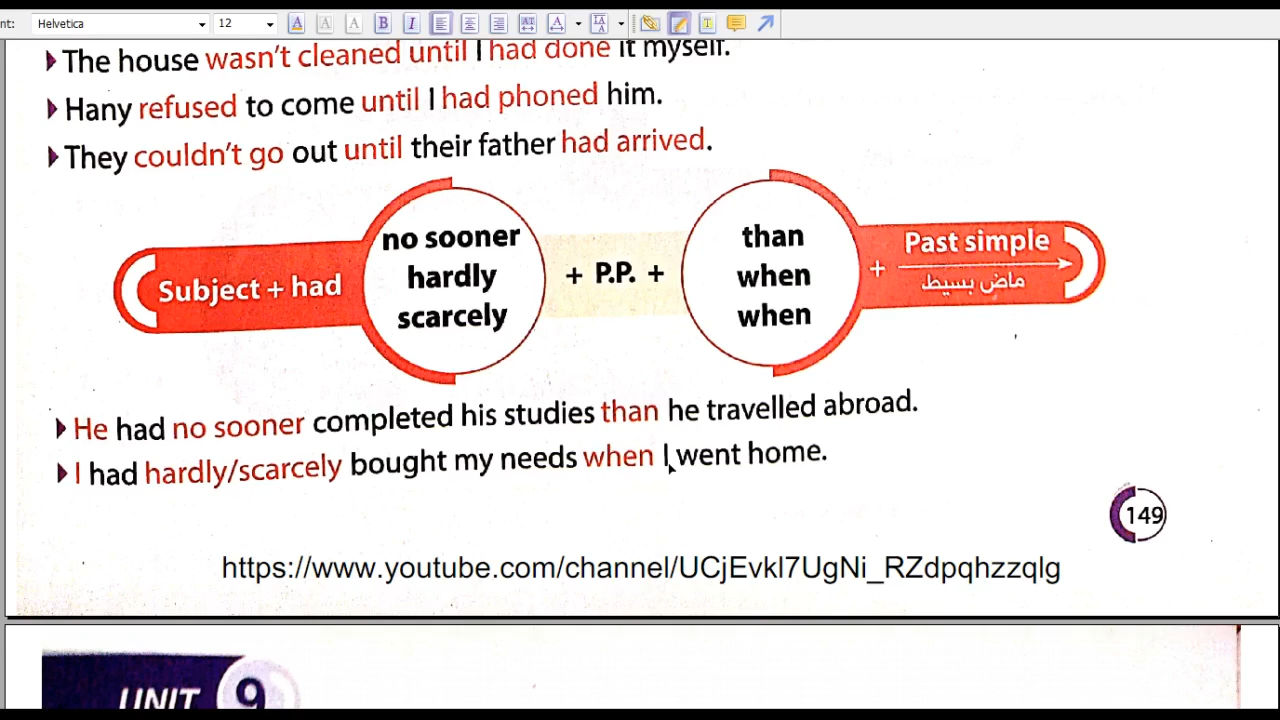 nt: Helvetica 12
The house wasn't cleaned until I had done it myself.
Hany refused to come until I had phoned him.
They couldn't go out until their father had arrived.
Subject + had
no sooner
hardly
scarcely
+ P.P. +
than
when
when
+ Past simple
ماض بسيط
He had no sooner completed his studies than he travelled abroad.
I had hardly/scarcely bought my needs when I went home.
149
https://www.youtube.com/channel/UCjEvkl7UgNi_RZdpqhzzqlg
UNIT 9